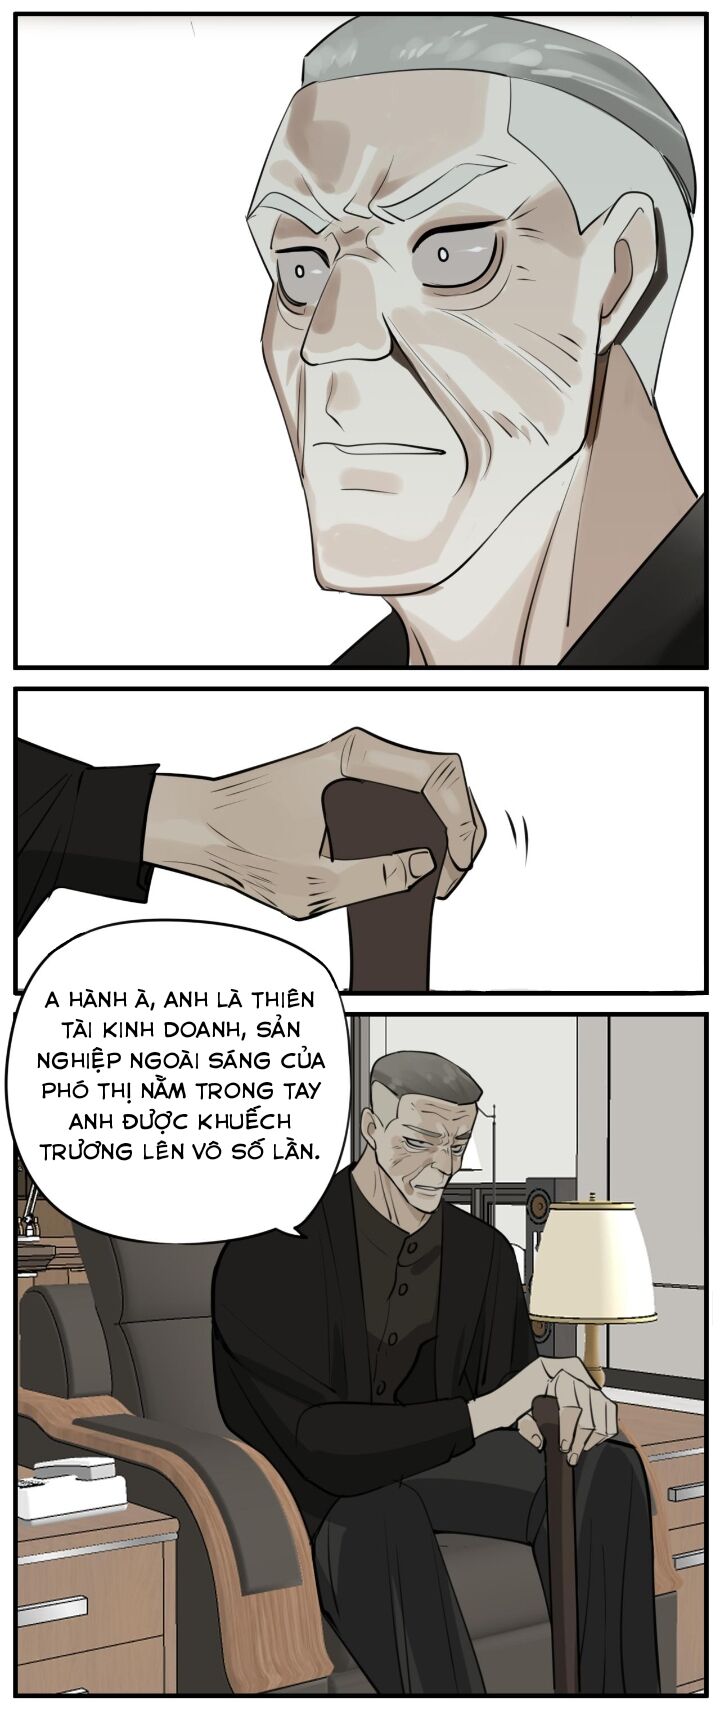 A HÀNH À, ANH LÀ THIÊN
TÀI KINH DOANH, SẢN
NGHIỆP NGOÀI SÁNG CỦA
PHÓ THỊ NẰM TRONG TAY
ANH ĐƯỢC KHUẾCH
TRƯƠNG LÊN VÔ SỐ LẦN.